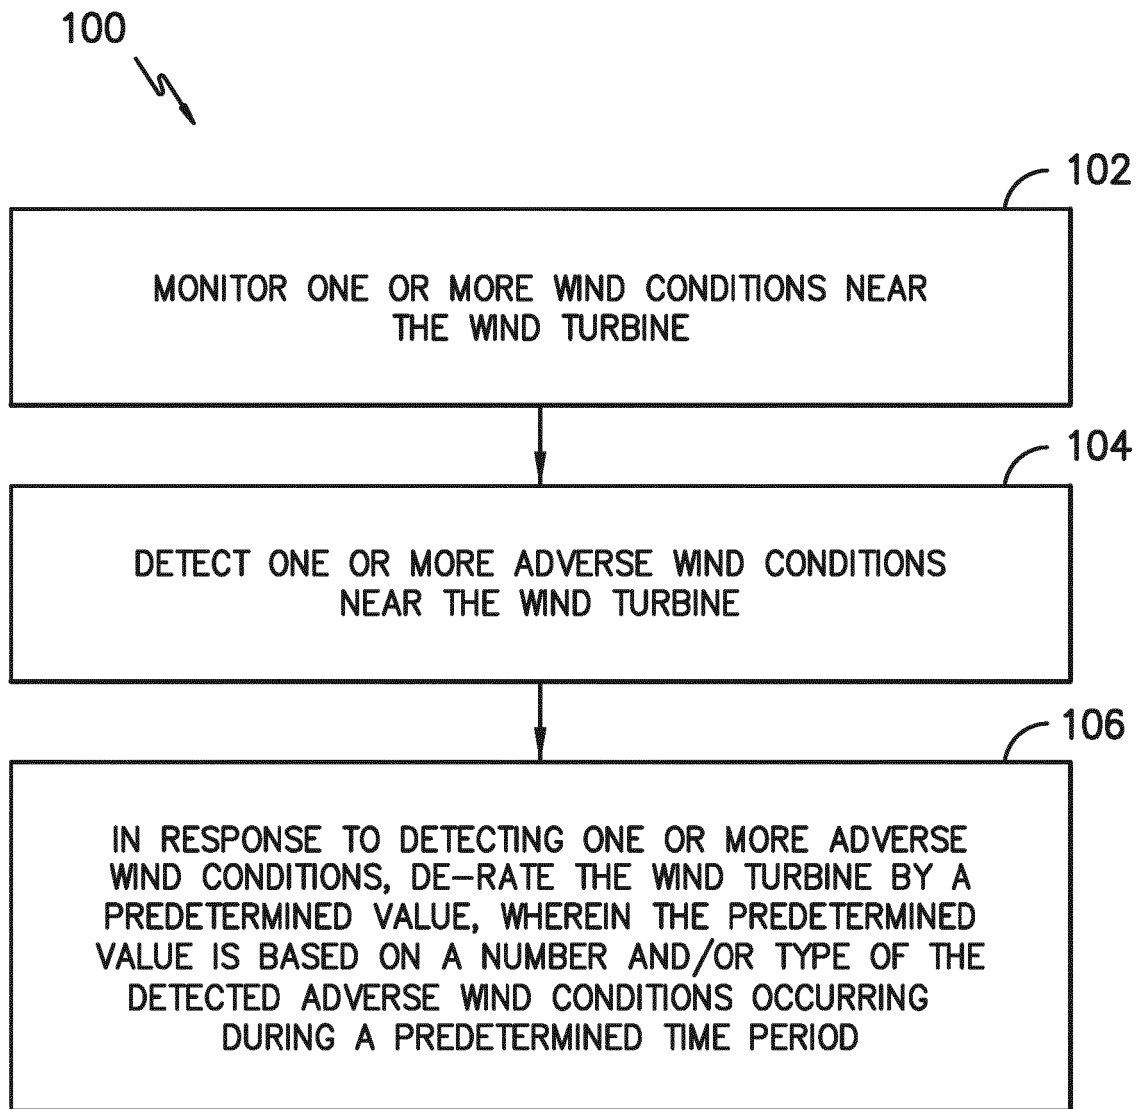 100
102
MONITOR ONE OR MORE WIND CONDITIONS NEAR
THE WIND TURBINE
104
DETECT ONE OR MORE ADVERSE WIND CONDITIONS
NEAR THE WIND TURBINE
106
IN RESPONSE TO DETECTING ONE OR MORE ADVERSE
WIND CONDITIONS, DE-RATE THE WIND TURBINE BY A
PREDETERMINED VALUE, WHEREIN THE PREDETERMINED
VALUE IS BASED ON A NUMBER AND/OR TYPE OF THE
DETECTED ADVERSE WIND CONDITIONS OCCURRING
DURING A PREDETERMINED TIME PERIOD